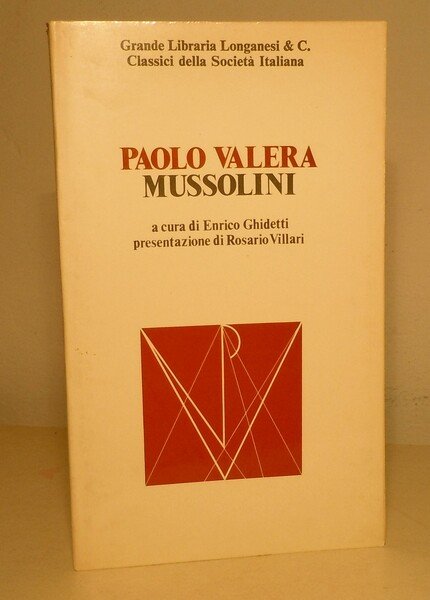 Grande Libraria Longanesi & C.
Classici della Società Italiana
PAOLO VALERA
MUSSOLINI
a cura di Enrico Ghidetti
presentazione di Rosario Villari